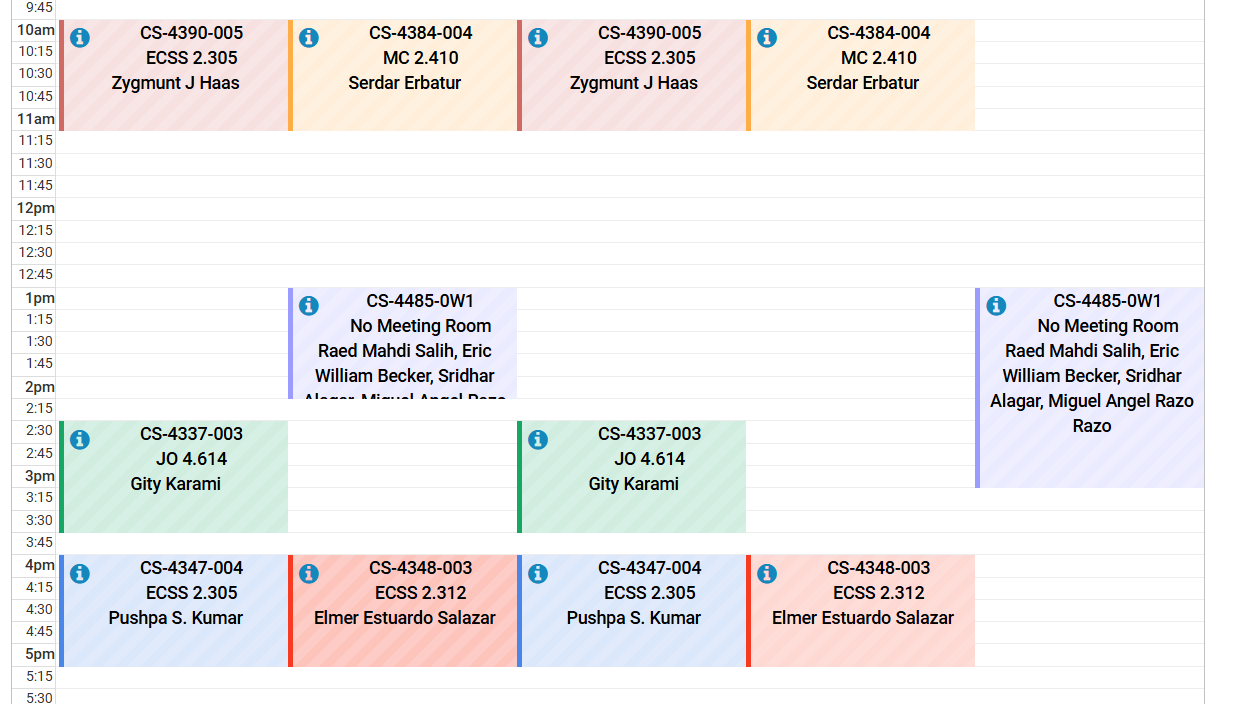 9:45
10am
10:15
10:30
10:45
11am
11:15
11:30
11:45
12pm
12:15
12:30
12:45
1pm
1:15
1:30
1:45
2pm
2:15
2:30
2:45
3pm
3:15
3:30
3:45
4pm
4:15
4:30
4:45
5pm
5:15
5:30
CS-4390-005
ECSS 2.305
Zygmunt J Haas
CS-4384-004
MC 2.410
Serdar Erbatur
CS-4390-005
ECSS 2.305
Zygmunt J Haas
CS-4384-004
MC 2.410
Serdar Erbatur
CS-4485-0W1
No Meeting Room
Raed Mahdi Salih, Eric
William Becker, Sridhar
Alagar, Miguel Angel Razo
CS-4485-0W1
No Meeting Room
Raed Mahdi Salih, Eric
William Becker, Sridhar
Alagar, Miguel Angel Razo
Razo
CS-4337-003
JO 4.614
Gity Karami
CS-4337-003
JO 4.614
Gity Karami
CS-4347-004
ECSS 2.305
Pushpa S. Kumar
CS-4348-003
ECSS 2.312
Elmer Estuardo Salazar
CS-4347-004
ECSS 2.305
Pushpa S. Kumar
CS-4348-003
ECSS 2.312
Elmer Estuardo Salazar